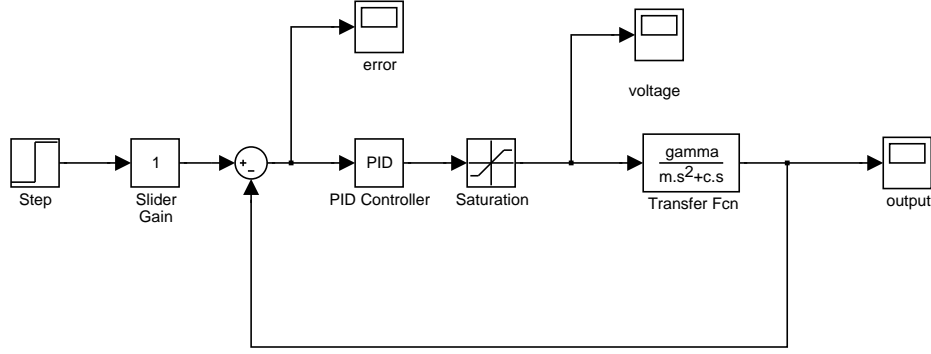 error
voltage
+
−
1
PID
gamma
m.s2+c.s
Step
Slider
Gain
PID Controller
Saturation
Transfer Fcn
output